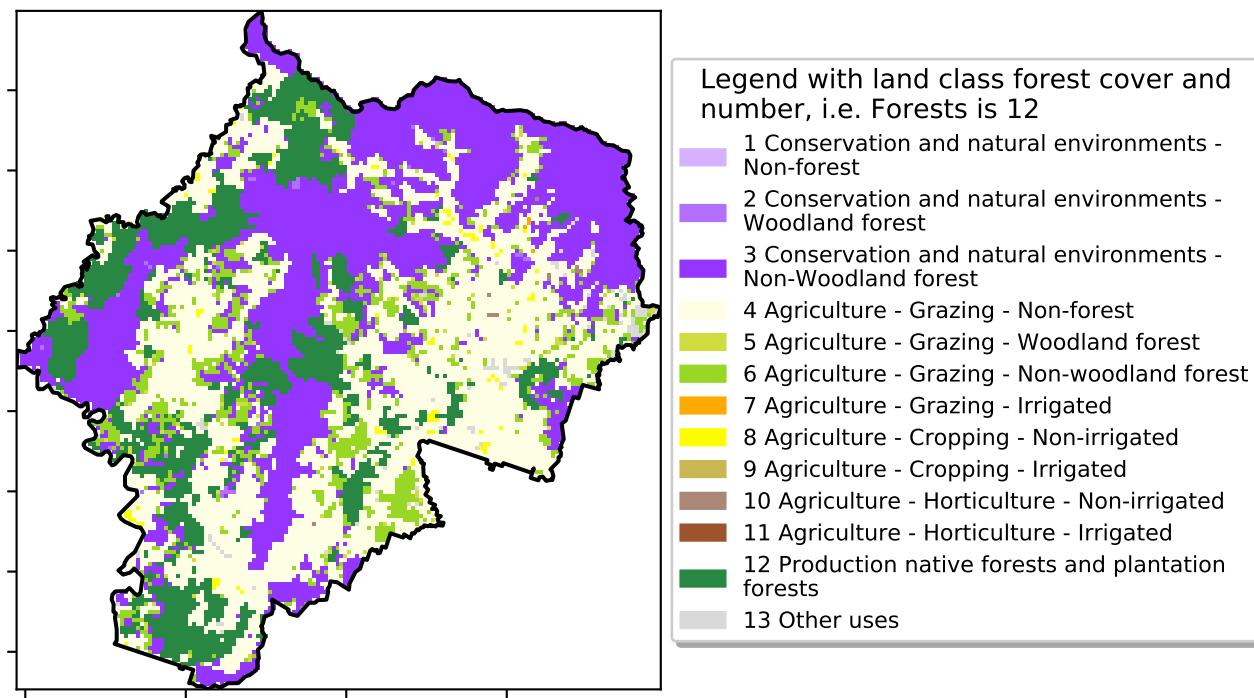 Legend with land class forest cover and
number, i.e. Forests is 12
1 Conservation and natural environments -
Non-forest
2 Conservation and natural environments -
Woodland forest
3 Conservation and natural environments -
Non-Woodland forest
4 Agriculture - Grazing - Non-forest
5 Agriculture - Grazing - Woodland forest
6 Agriculture - Grazing - Non-woodland forest
7 Agriculture - Grazing - Irrigated
8 Agriculture - Cropping - Non-irrigated
9 Agriculture - Cropping - Irrigated
10 Agriculture - Horticulture - Non-irrigated
11 Agriculture - Horticulture - Irrigated
12 Production native forests and plantation
forests
13 Other uses